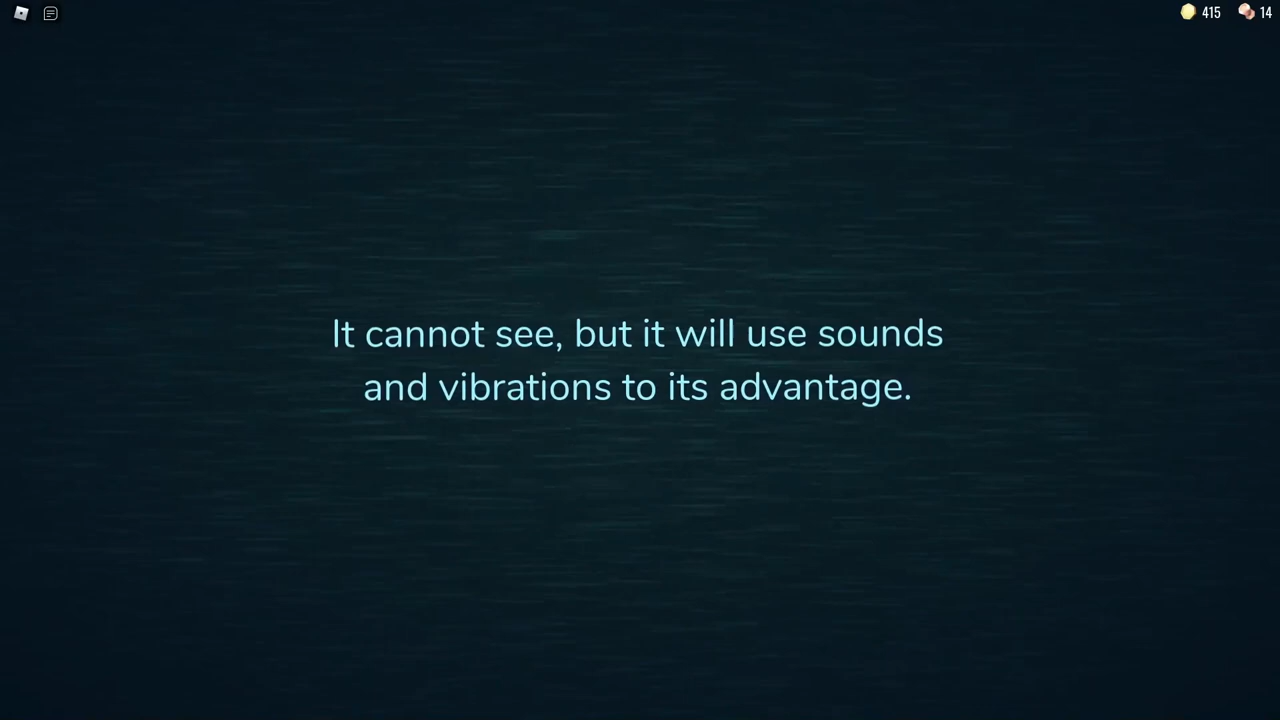 415 14
It cannot see, but it will use sounds
and vibrations to its advantage.